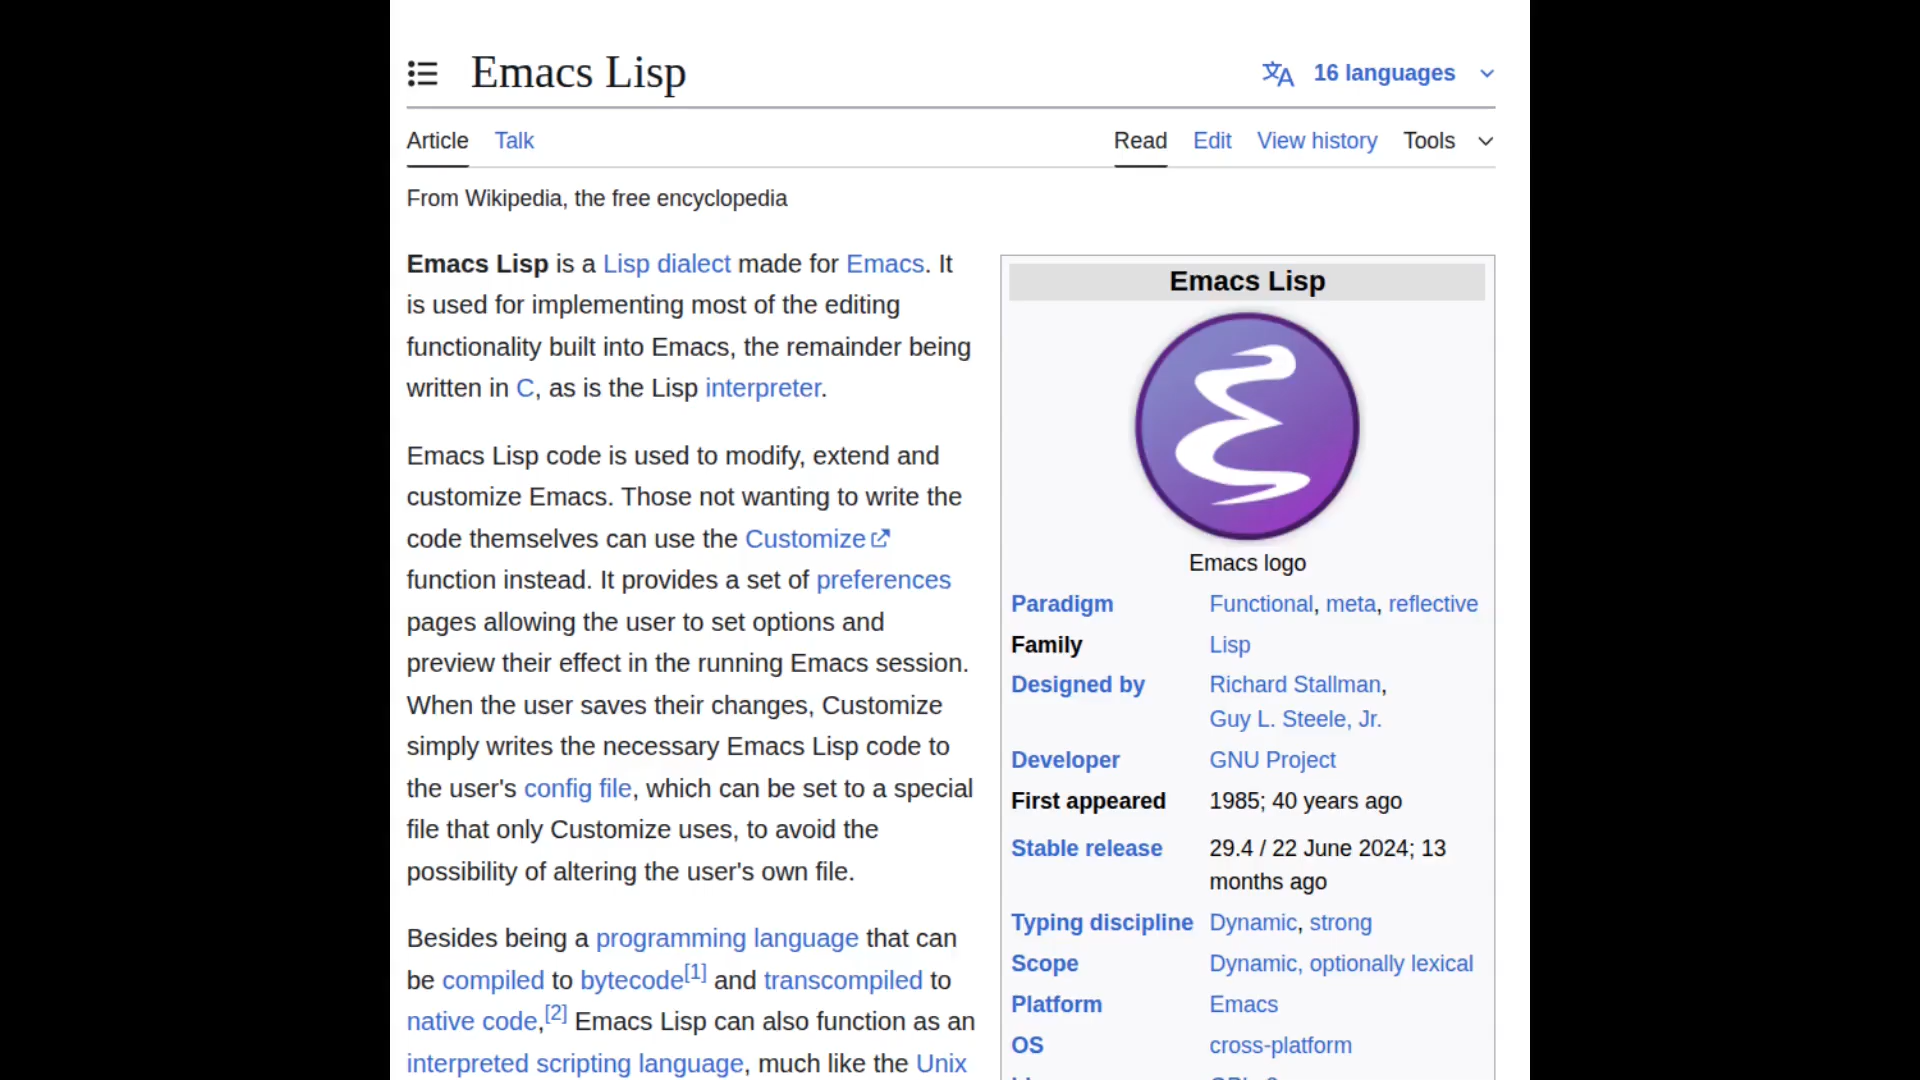 Emacs Lisp
16 languages
Article Talk
Read Edit View history Tools
From Wikipedia, the free encyclopedia
Emacs Lisp is a Lisp dialect made for Emacs. It
is used for implementing most of the editing
functionality built into Emacs, the remainder being
written in C, as is the Lisp interpreter.
Emacs Lisp code is used to modify, extend and
customize Emacs. Those not wanting to write the
code themselves can use the Customize
function instead. It provides a set of preferences
pages allowing the user to set options and
preview their effect in the running Emacs session.
When the user saves their changes, Customize
simply writes the necessary Emacs Lisp code to
the user's config file, which can be set to a special
file that only Customize uses, to avoid the
possibility of altering the user's own file.
Besides being a programming language that can
be compiled to bytecode[1] and transcompiled to
native code,[2] Emacs Lisp can also function as an
interpreted scripting language, much like the Unix
Emacs Lisp
Emacs logo
Paradigm Functional, meta, reflective
Family Lisp
Designed by Richard Stallman,
Guy L. Steele, Jr.
Developer GNU Project
First appeared 1985; 40 years ago
Stable release 29.4 / 22 June 2024; 13
months ago
Typing discipline Dynamic, strong
Scope Dynamic, optionally lexical
Platform Emacs
OS cross-platform